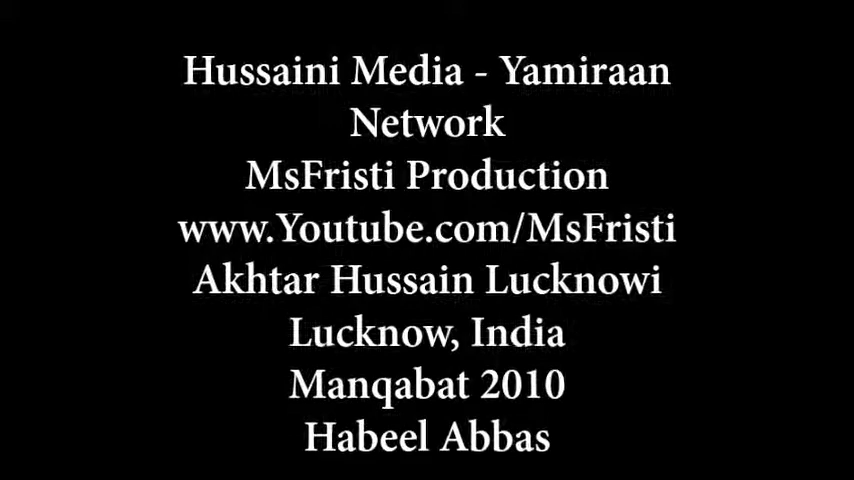 Hussaini Media - Yamiraan
Network
MsFristi Production
www.Youtube.com/MsFristi
Akhtar Hussain Lucknowi
Lucknow, India
Manqabat 2010
Habeel Abbas